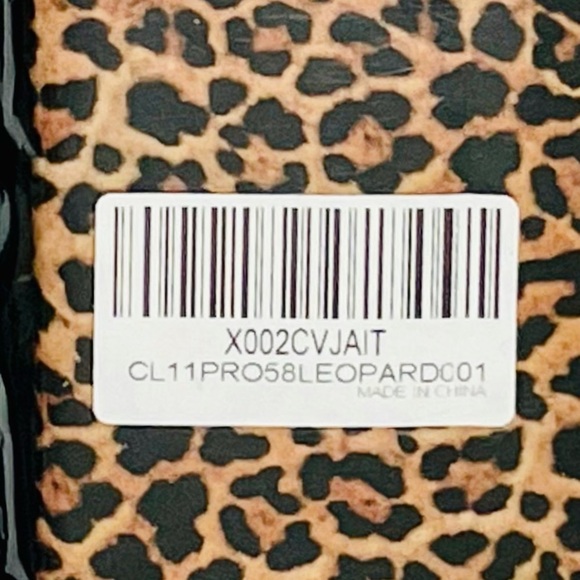 X002CVJAIT
CL11PRO58LEOPARD001
MADE IN CHINA